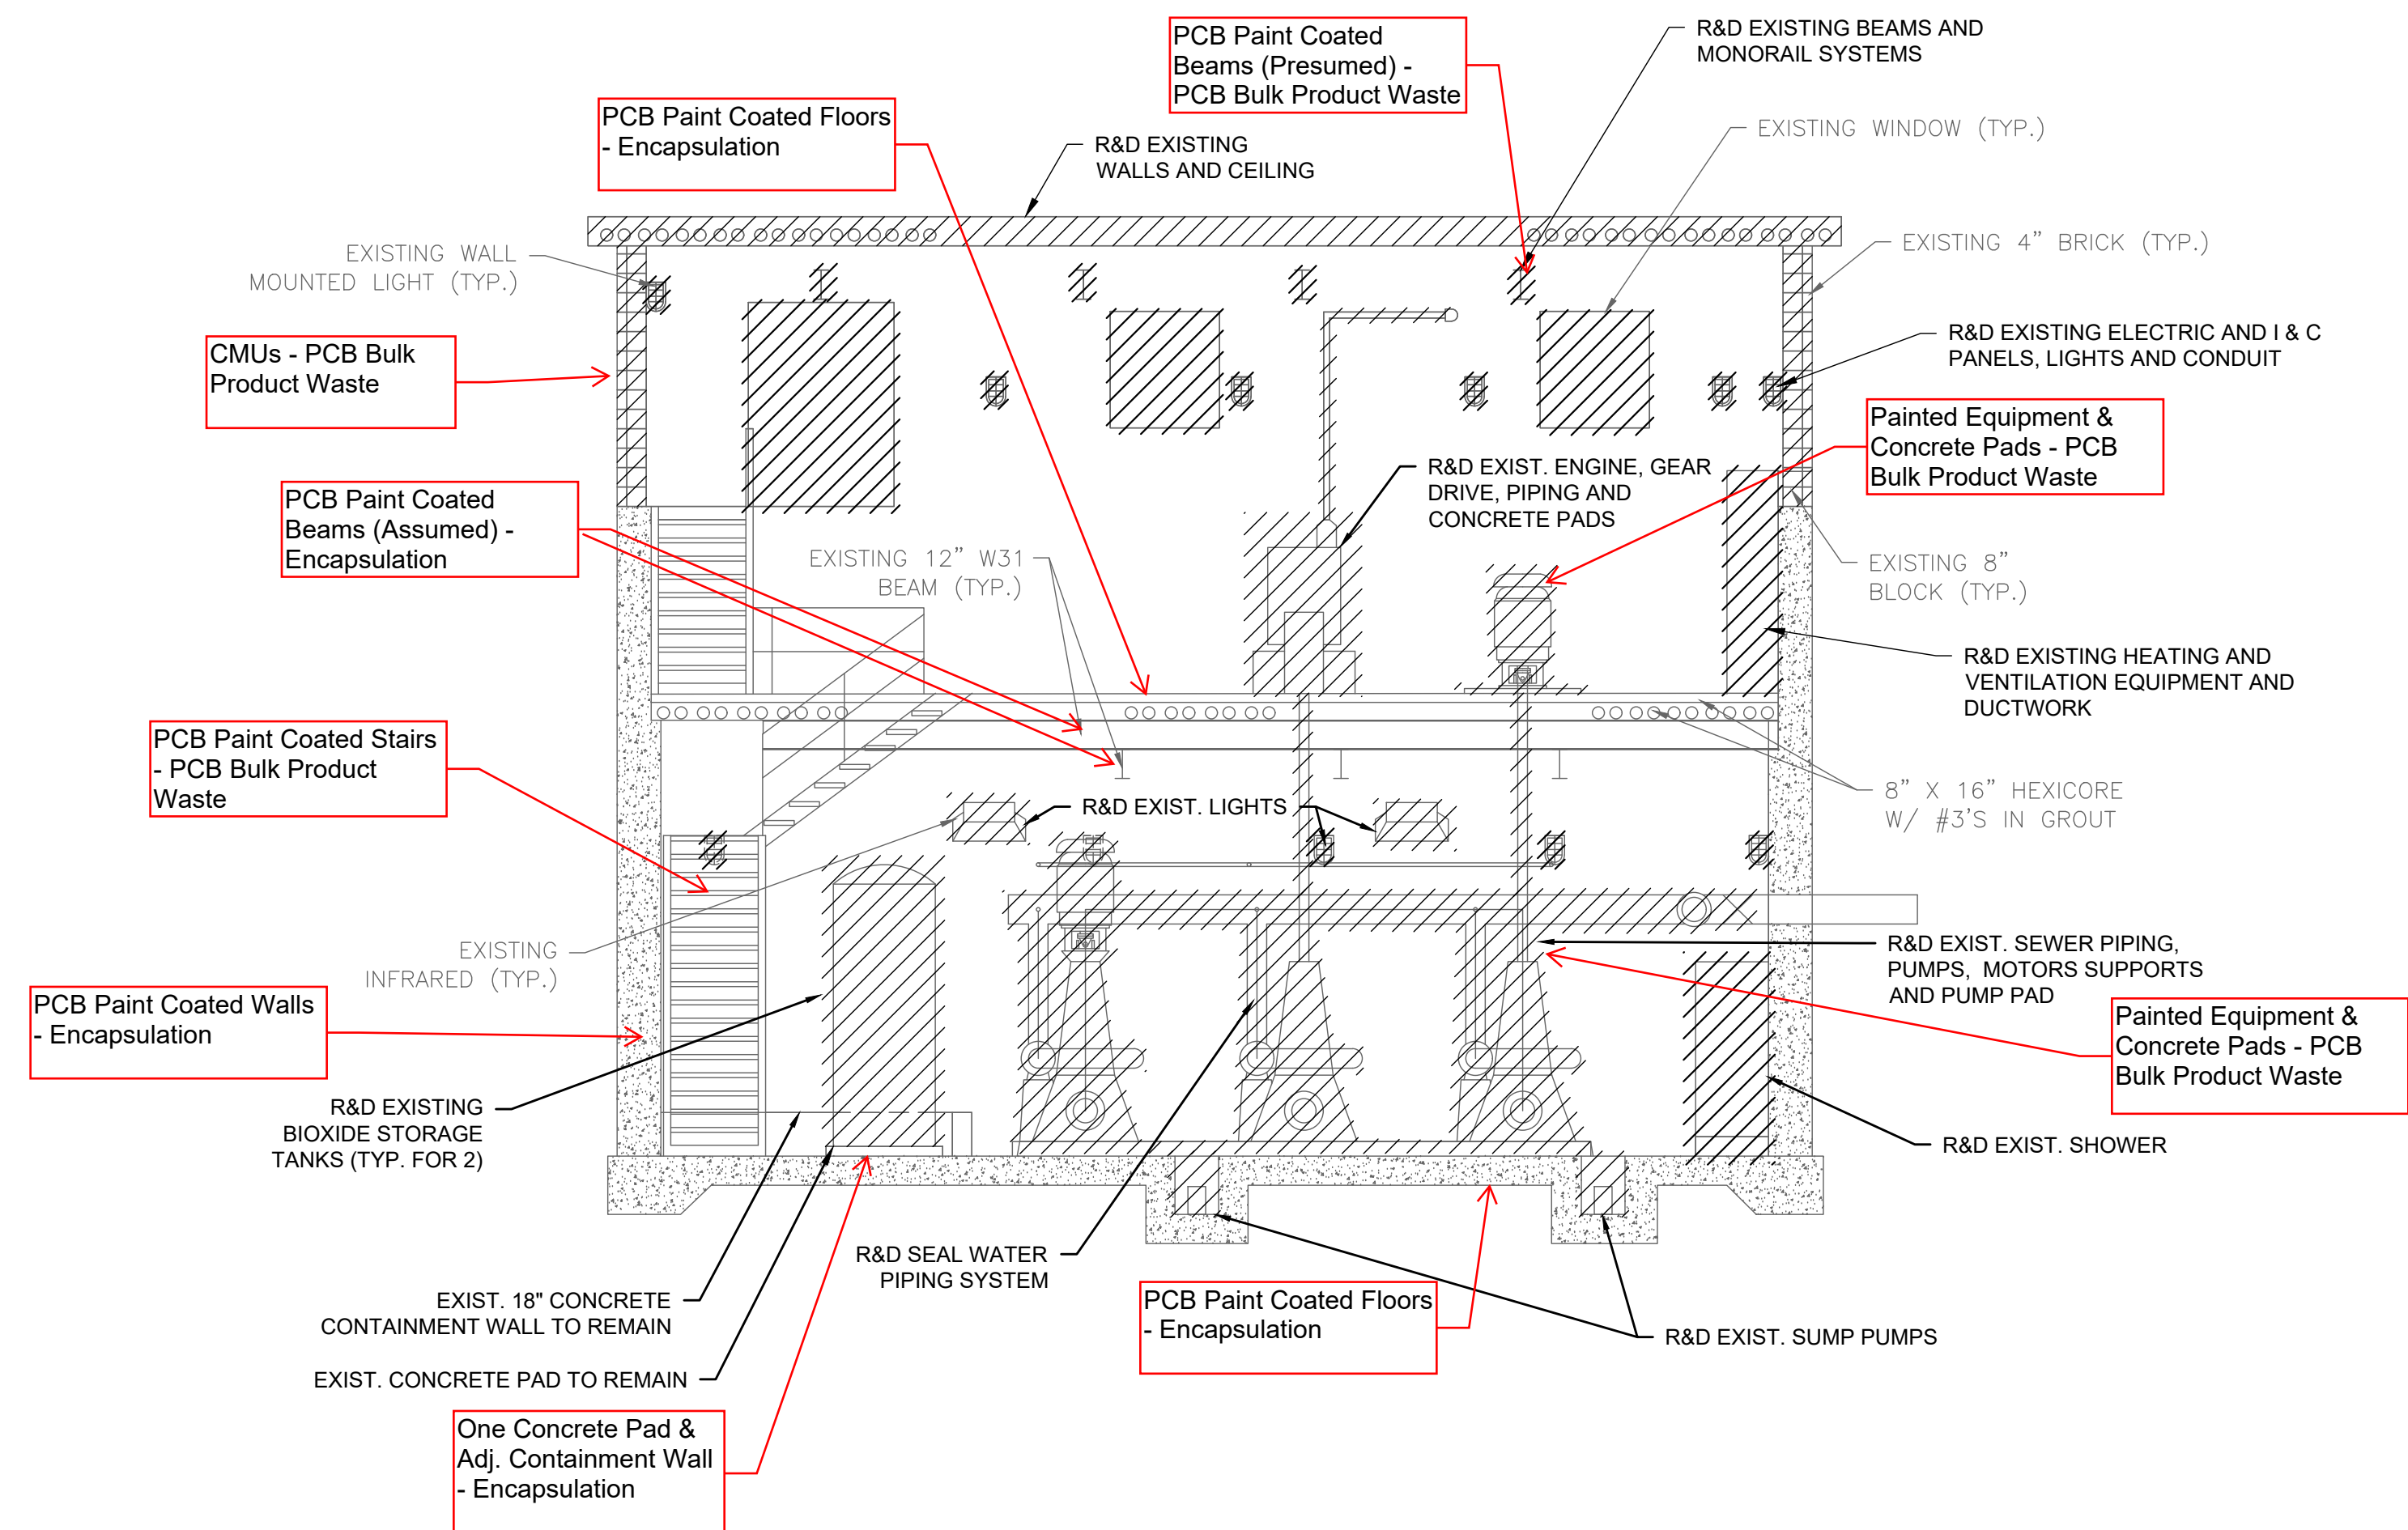 PCB Paint Coated
Beams (Presumed) -
PCB Bulk Product Waste
R&D EXISTING BEAMS AND
MONORAIL SYSTEMS
PCB Paint Coated Floors
- Encapsulation
R&D EXISTING
WALLS AND CEILING
EXISTING WINDOW (TYP.)
EXISTING WALL
MOUNTED LIGHT (TYP.)
EXISTING 4” BRICK (TYP.)
CMUs - PCB Bulk
Product Waste
R&D EXISTING ELECTRIC AND I & C
PANELS, LIGHTS AND CONDUIT
Painted Equipment &
Concrete Pads - PCB
Bulk Product Waste
R&D EXIST. ENGINE, GEAR
DRIVE, PIPING AND
CONCRETE PADS
PCB Paint Coated
Beams (Assumed) -
Encapsulation
EXISTING 12” W31
BEAM (TYP.)
EXISTING 8”
BLOCK (TYP.)
R&D EXISTING HEATING AND
VENTILATION EQUIPMENT AND
DUCTWORK
PCB Paint Coated Stairs
- PCB Bulk Product
Waste
R&D EXIST. LIGHTS
8” X 16” HEXICORE
W/ #3’S IN GROUT
EXISTING
INFRARED (TYP.)
R&D EXIST. SEWER PIPING,
PUMPS, MOTORS SUPPORTS
AND PUMP PAD
PCB Paint Coated Walls
- Encapsulation
Painted Equipment &
Concrete Pads - PCB
Bulk Product Waste
R&D EXISTING
BIOXIDE STORAGE
TANKS (TYP. FOR 2)
R&D EXIST. SHOWER
R&D SEAL WATER
PIPING SYSTEM
EXIST. 18" CONCRETE
CONTAINMENT WALL TO REMAIN
PCB Paint Coated Floors
- Encapsulation
R&D EXIST. SUMP PUMPS
EXIST. CONCRETE PAD TO REMAIN
One Concrete Pad &
Adj. Containment Wall
- Encapsulation